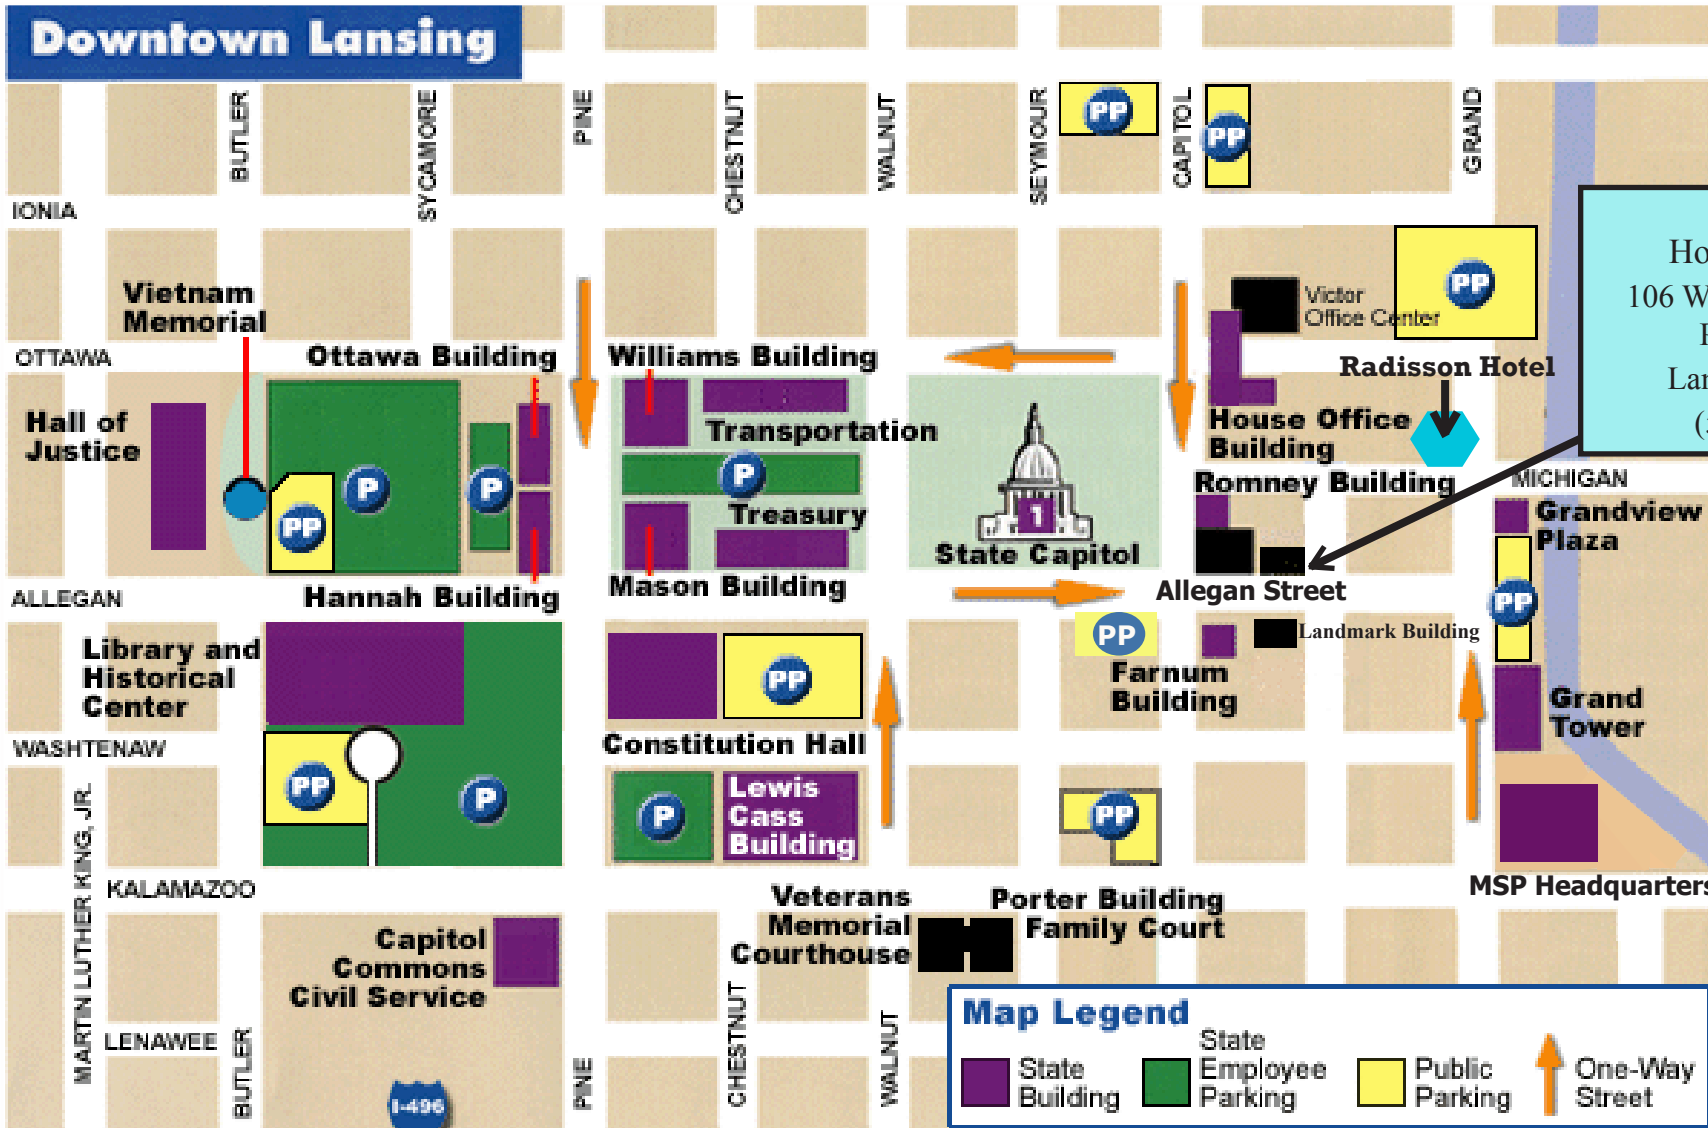 Downtown Lansing
BUTLER
SYCAMORE
PINE
CHESTNUT
WALNUT
SEYMOUR
CAPITOL
GRAND
PP
PP
IONIA
Vietnam
Memorial
Victor
Office Center
PP
106 W
OTTAWA
Ottawa Building
Williams Building
Radisson Hotel
Hall of
Justice
Transportation
House Office
Building
P
P
P
PP
Treasury
1
State Capitol
Romney Building
MICHIGAN
Grandview
Plaza
ALLEGAN
Hannah Building
Mason Building
Allegan Street
PP
Library and
Historical
Center
PP
PP
Landmark Building
Farnum
Building
Grand
Tower
WASHTENAW
Constitution Hall
PP
P
P
Lewis
Cass
Building
PP
MARTIN LUTHER KING, JR.
KALAMAZOO
MSP Headquarters
Veterans
Memorial
Courthouse
Porter Building
Family Court
Capitol
Commons
Civil Service
LENAWEE
BUTLER
I-496
PINE
CHESTNUT
WALNUT
Map Legend
State
Building
State
Employee
Parking
Public
Parking
One-Way
Street